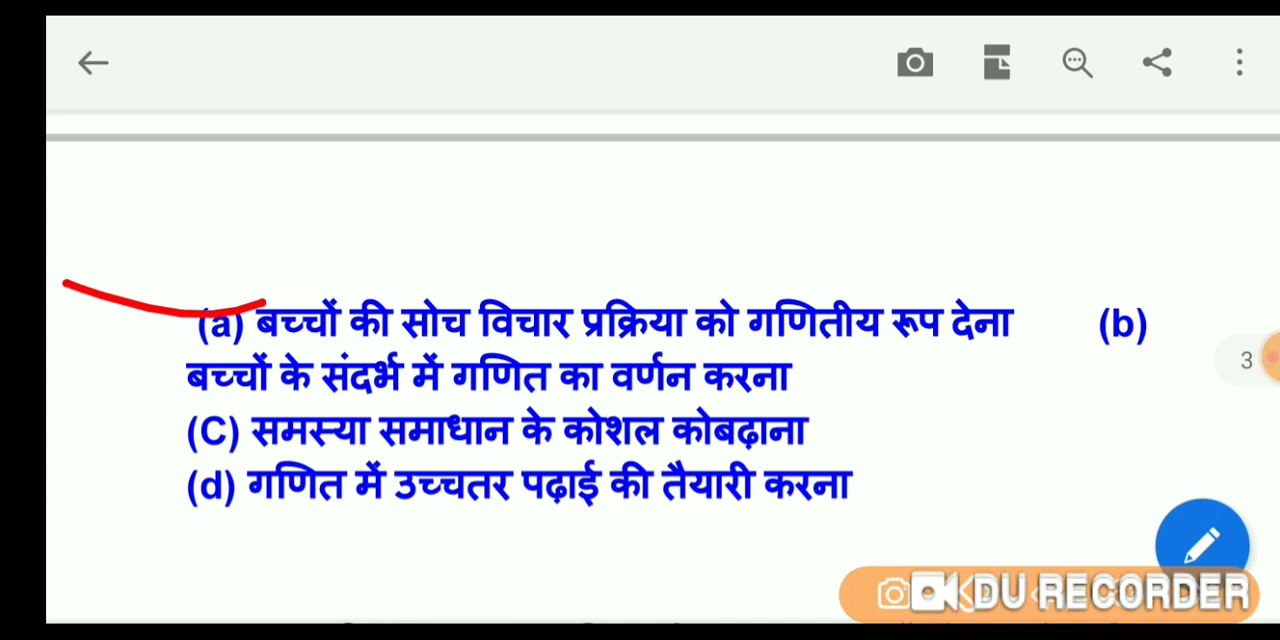 (a) बच्चों की सोच विचार प्रक्रिया को गणितीय रूप देना (b)
बच्चों के संदर्भ में गणित का वर्णन करना
3
(C) समस्या समाधान के कोशल कोबढ़ाना
(d) गणित में उच्चतर पढ़ाई की तैयारी करना
DU RECORDER